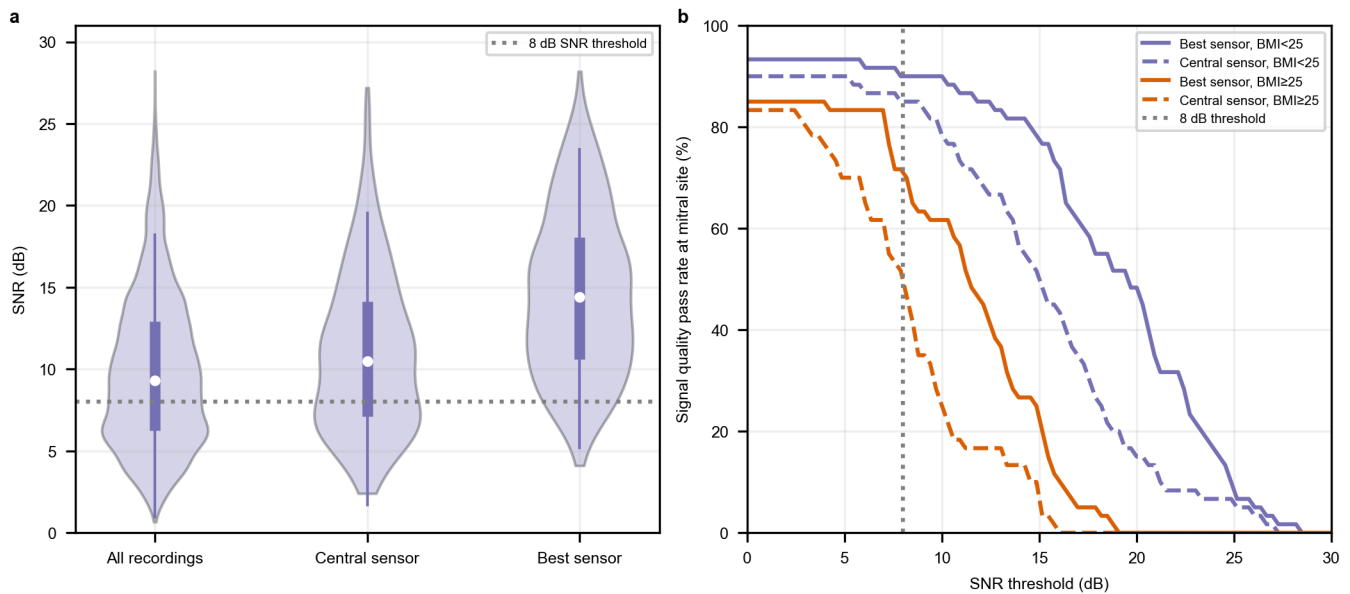 a
SNR (dB)
30
25
20
15
10
5
0
8 dB SNR threshold
All recordings
Central sensor
Best sensor
b
Signal quality pass rate at mitral site (%)
100
80
60
40
20
0
Best sensor, BMI<25
Central sensor, BMI<25
Best sensor, BMI≥25
Central sensor, BMI≥25
8 dB threshold
0 5 10 15 20 25 30
SNR threshold (dB)